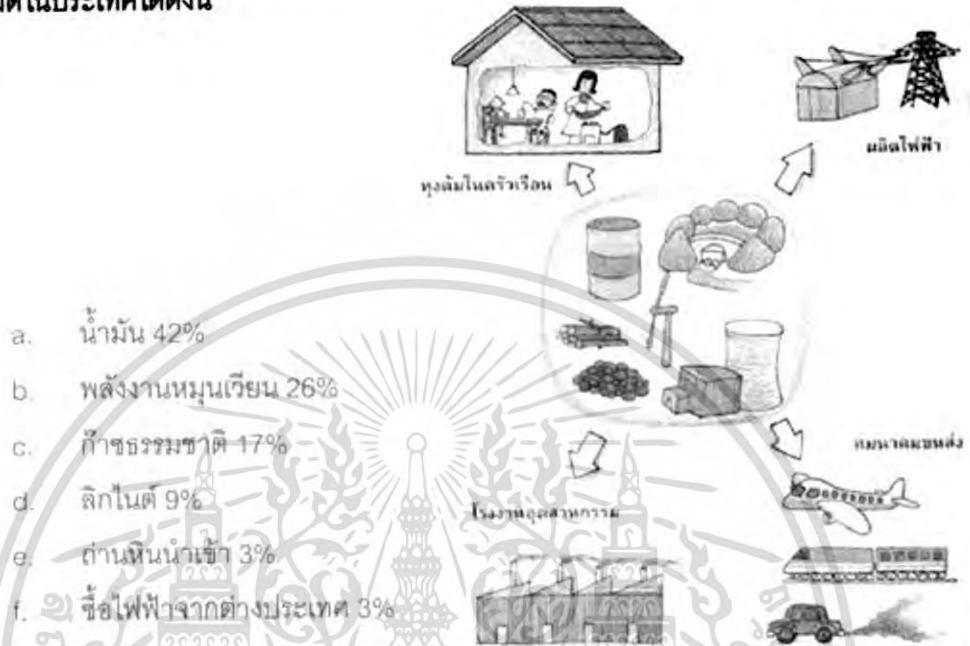 ในประเทศได้ดังนี้
ผลิตไฟฟ้า
หุงต้มในครัวเรือน
a. น้ำมัน 42%
b. พลังงานหมุนเวียน 26%
c. ก๊าซธรรมชาติ 17%
d. ลิกไนต์ 9%
e. ถ่านหินนำเข้า 3%
f. ซื้อไฟฟ้าจากต่างประเทศ 3%
คมนาคมขนส่ง
โรงงานอุตสาหกรรม